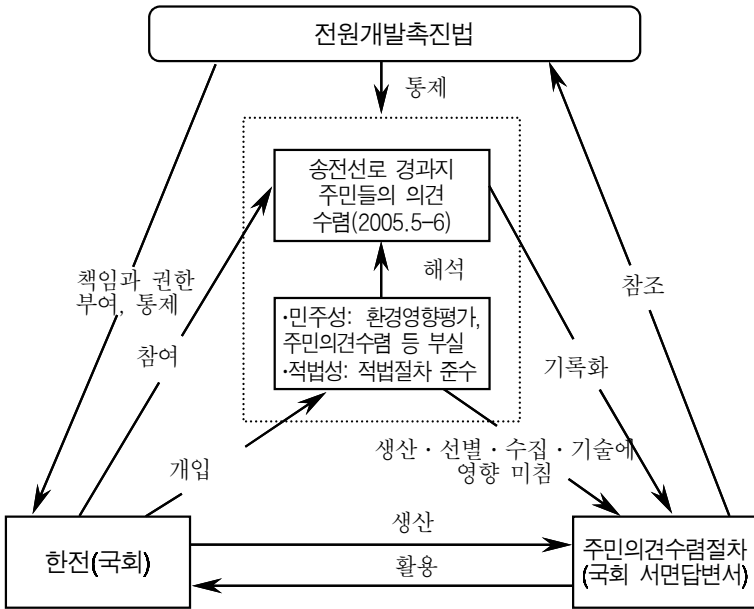 전원개발촉진법
통제
송전선로 경과지
주민들의 의견
수렴(2005.5-6)
책임과 권한
부여, 통제
해석
참조
·민주성: 환경영향평가,
주민의견수렴 등 부실
·적법성: 적법절차 준수
참여
기록화
개입
생산·선별·수집·기술에
영향 미침
한전(국회)
생산
활용
주민의견수렴절차
(국회 서면답변서)